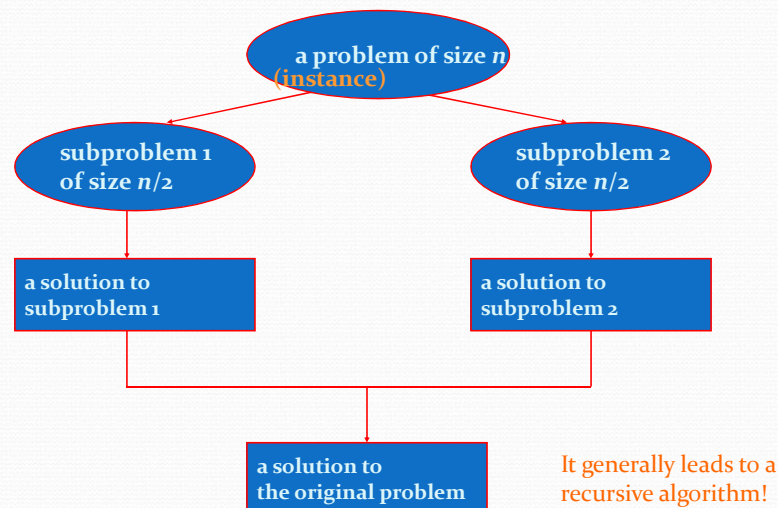 a problem of size n
(instance)
subproblem 1
of size n/2
subproblem 2
of size n/2
a solution to
subproblem 1
a solution to
subproblem 2
a solution to
the original problem
It generally leads to a
recursive algorithm!